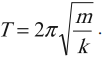 T = 2π√(m/k).